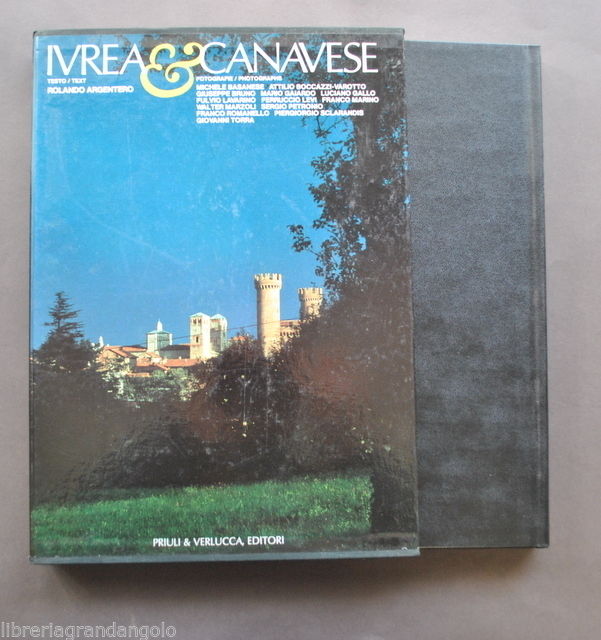 IVREA & CANAVESE
TESTO / TEXT
ROLANDO ARGENTERO
FOTOGRAFIE / PHOTOGRAPHS
MICHELE BASANESE ATTILIO BOCCAZZI-VAROTTO
GIUSEPPE BRUNO MARIO GAIARDO LUCIANO GALLO
FULVIO LAVARINO FERRUCCIO LEVI FRANCO MARINO
WALTER MARZOLI SERGIO PETRONIO
FRANCO ROMANELLO PIERGIORGIO SCLARANDIS
GIOVANNI TORRA
PRIULI & VERLUCCA, EDITORI
libreriagrandangolo